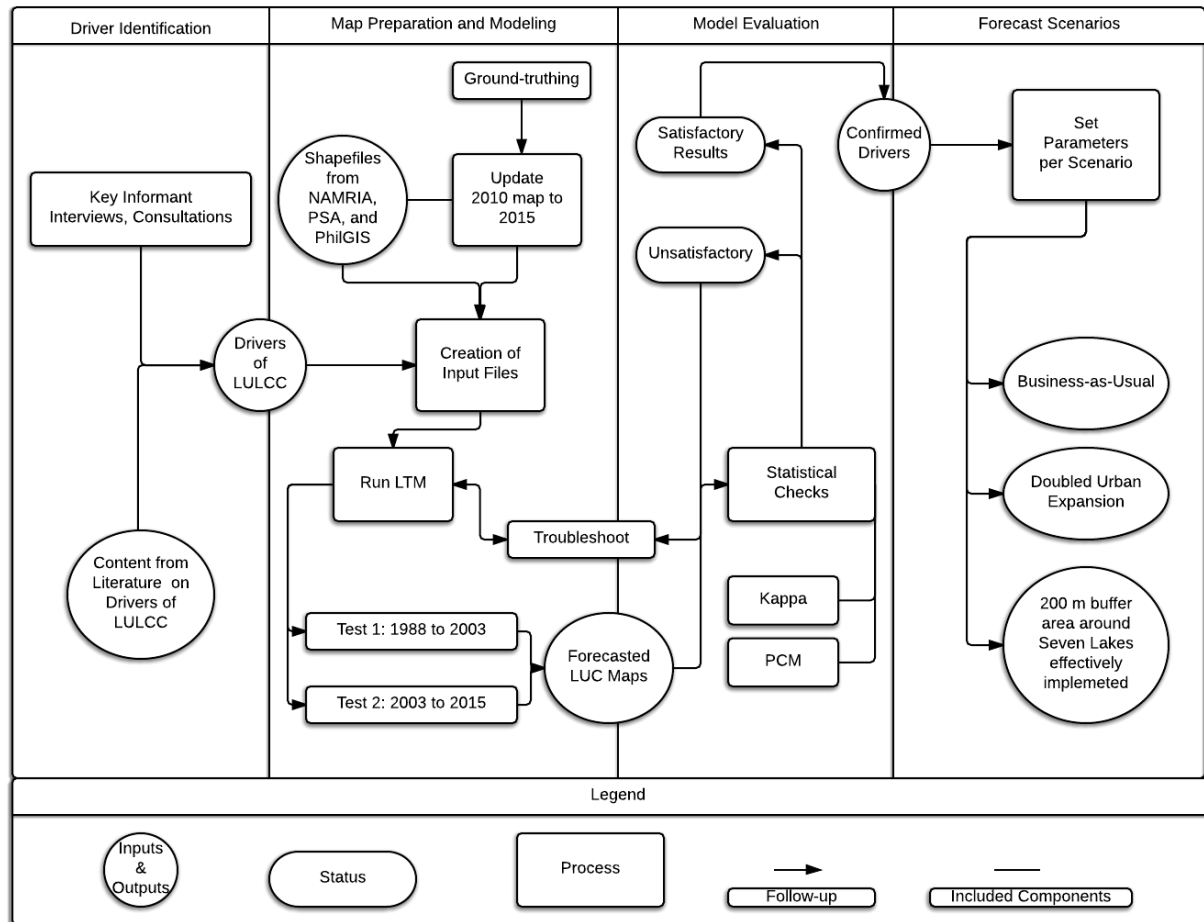 Driver Identification
Map Preparation and Modeling
Model Evaluation
Forecast Scenarios
Key Informant
Interviews, Consultations
Content from
Literature on
Drivers of
LULCC
Drivers
of
LULCC
Ground-truthing
Shapefiles
from
NAMRIA,
PSA, and
PhilGIS
Update
2010 map to
2015
Creation of
Input Files
Run LTM
Troubleshoot
Test 1: 1988 to 2003
Test 2: 2003 to 2015
Forecasted
LUC Maps
Satisfactory
Results
Unsatisfactory
Statistical
Checks
Kappa
PCM
Confirmed
Drivers
Set
Parameters
per Scenario
Business-as-Usual
Doubled Urban
Expansion
200 m buffer
area around
Seven Lakes
effectively
implemeted
Legend
Inputs
&
Outputs
Status
Process
Follow-up
Included Components